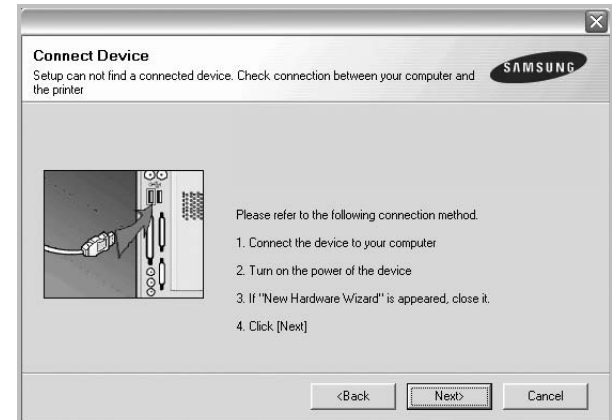 Connect Device
Setup can not find a connected device. Check connection between your computer and
the printer
SAMSUNG
Please refer to the following connection method.
1. Connect the device to your computer
2. Turn on the power of the device
3. If "New Hardware Wizard" is appeared, close it.
4. Click [Next]
<Back Next> Cancel